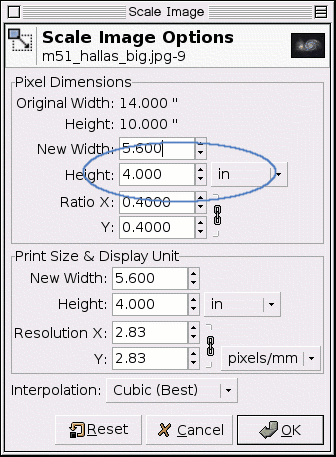 Scale Image
Scale Image Options
m51_hallas_big.jpg-9
Pixel Dimensions
Original Width: 14.000 "
Height: 10.000 "
New Width: 5.600
Height: 4.000 in
Ratio X: 0.4000
Y: 0.4000
Print Size & Display Unit
New Width: 5.600
Height: 4.000 in
Resolution X: 2.83
Y: 2.83 pixels/mm
Interpolation: Cubic (Best)
Reset Cancel OK